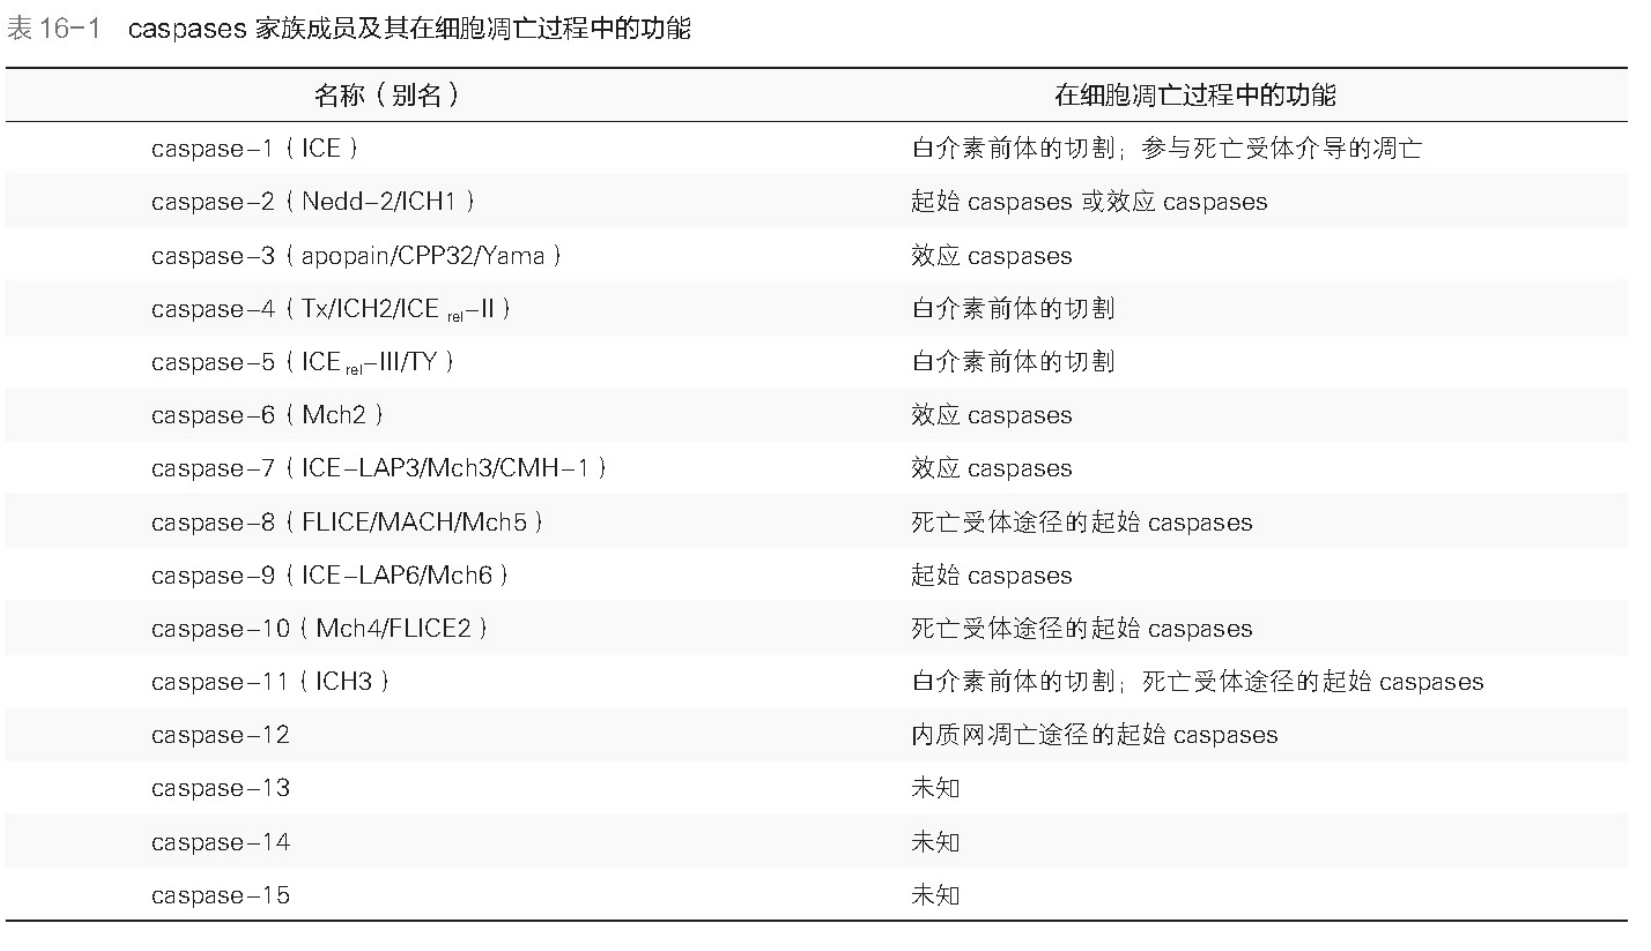 表 16-1 caspases 家族成员及其在细胞凋亡过程中的功能
名称（别名） 在细胞凋亡过程中的功能
caspase-1（ICE） 白介素前体的切割；参与死亡受体介导的凋亡
caspase-2（Nedd-2/ICH1） 起始 caspases 或效应 caspases
caspase-3（apopain/CPP32/Yama） 效应 caspases
caspase-4（Tx/ICH2/ICE rel-II） 白介素前体的切割
caspase-5（ICE rel-III/TY） 白介素前体的切割
caspase-6（Mch2） 效应 caspases
caspase-7（ICE-LAP3/Mch3/CMH-1） 效应 caspases
caspase-8（FLICE/MACH/Mch5） 死亡受体途径的起始 caspases
caspase-9（ICE-LAP6/Mch6） 起始 caspases
caspase-10（Mch4/FLICE2） 死亡受体途径的起始 caspases
caspase-11（ICH3） 白介素前体的切割；死亡受体途径的起始 caspases
caspase-12 内质网凋亡途径的起始 caspases
caspase-13 未知
caspase-14 未知
caspase-15 未知